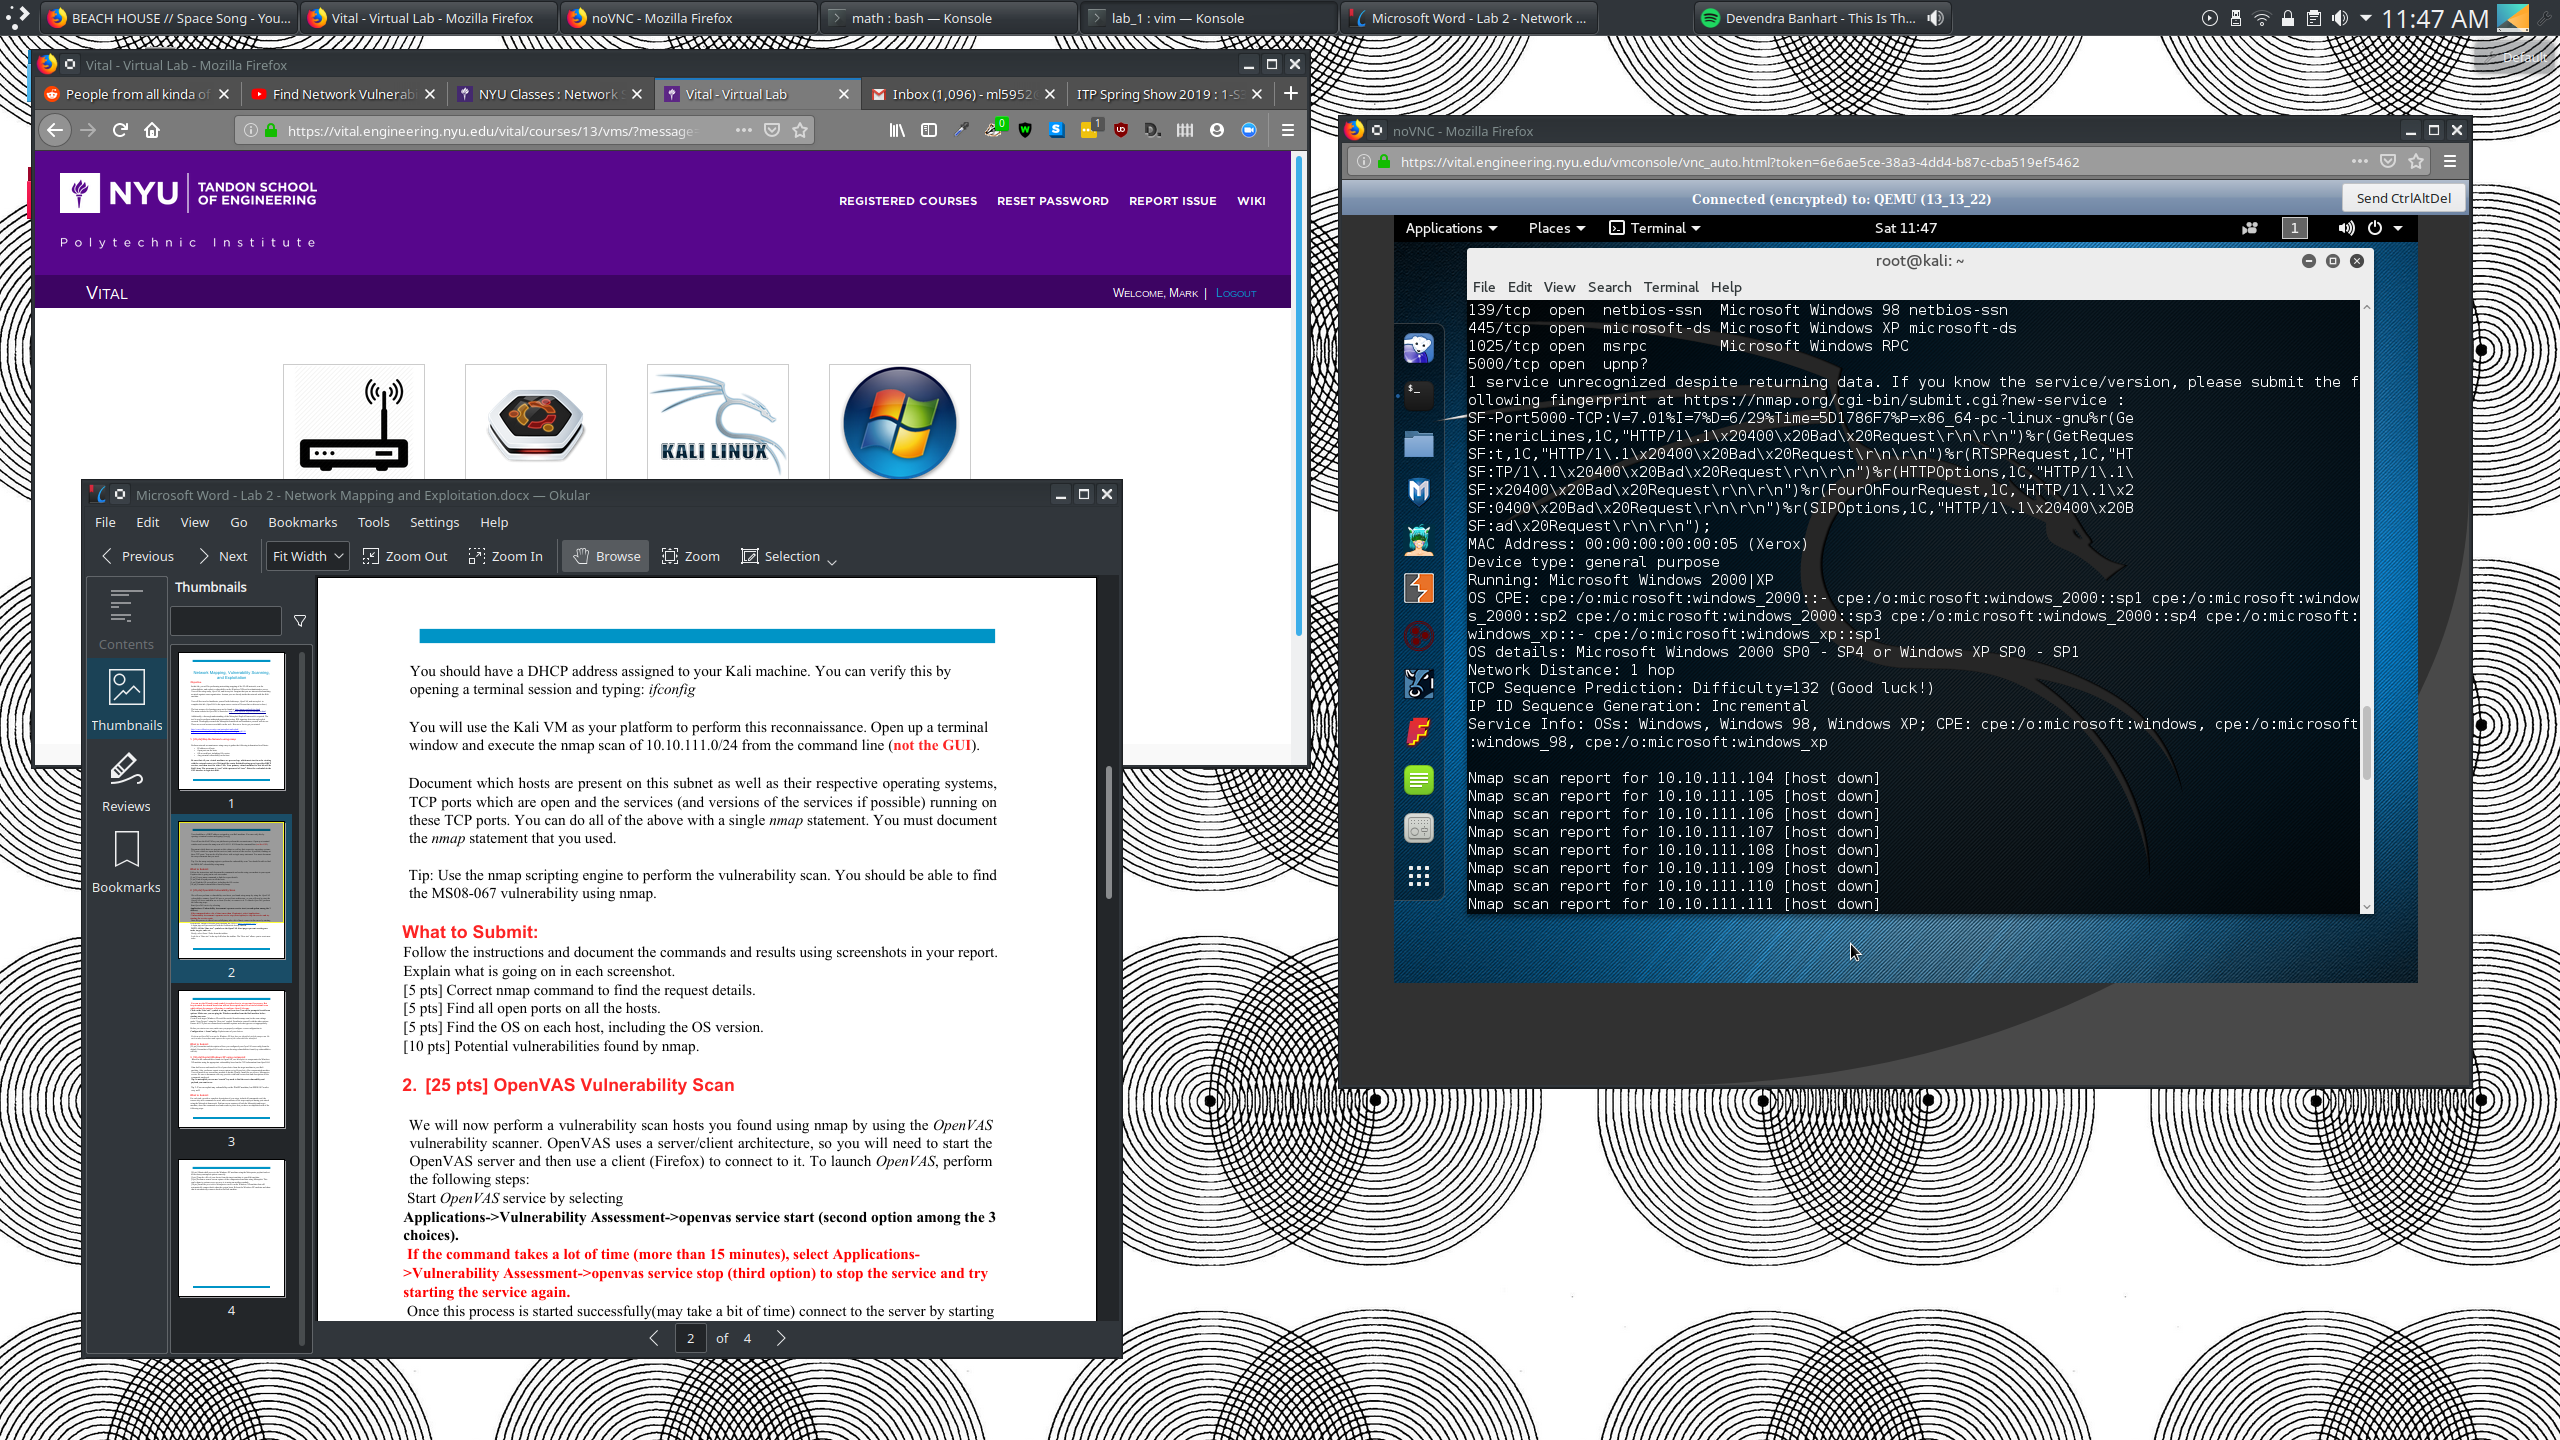 BEACH HOUSE // Space Song - You...
Vital - Virtual Lab - Mozilla Firefox
noVNC - Mozilla Firefox
math : bash — Konsole
lab_1 : vim — Konsole
Microsoft Word - Lab 2 - Network ...
Devendra Banhart - This Is Th...
11:47 AM
Default
Vital - Virtual Lab - Mozilla Firefox
People from all kinda of
Find Network Vulnerab
NYU Classes : Network S
Vital - Virtual Lab
Inbox (1,096) - ml5952
ITP Spring Show 2019 : 1-S
https://vital.engineering.nyu.edu/vital/courses/13/vms/?message=
0
1
NYU
TANDON SCHOOL
OF ENGINEERING
Polytechnic Institute
REGISTERED COURSES
RESET PASSWORD
REPORT ISSUE
WIKI
VITAL
WELCOME, MARK |
LOGOUT
KALI LINUX
Microsoft Word - Lab 2 - Network Mapping and Exploitation.docx — Okular
File
Edit
View
Go
Bookmarks
Tools
Settings
Help
Previous
Next
Fit Width
Zoom Out
Zoom In
Browse
Zoom
Selection
Contents
Thumbnails
Reviews
Bookmarks
Thumbnails
1
2
3
4
You should have a DHCP address assigned to your Kali machine. You can verify this by
opening a terminal session and typing: ifconfig
You will use the Kali VM as your platform to perform this reconnaissance. Open up a terminal
window and execute the nmap scan of 10.10.111.0/24 from the command line (not the GUI).
Document which hosts are present on this subnet as well as their respective operating systems,
TCP ports which are open and the services (and versions of the services if possible) running on
these TCP ports. You can do all of the above with a single nmap statement. You must document
the nmap statement that you used.
Tip: Use the nmap scripting engine to perform the vulnerability scan. You should be able to find
the MS08-067 vulnerability using nmap.
What to Submit:
Follow the instructions and document the commands and results using screenshots in your report.
Explain what is going on in each screenshot.
[5 pts] Correct nmap command to find the request details.
[5 pts] Find all open ports on all the hosts.
[5 pts] Find the OS on each host, including the OS version.
[10 pts] Potential vulnerabilities found by nmap.
2. [25 pts] OpenVAS Vulnerability Scan
We will now perform a vulnerability scan hosts you found using nmap by using the OpenVAS
vulnerability scanner. OpenVAS uses a server/client architecture, so you will need to start the
OpenVAS server and then use a client (Firefox) to connect to it. To launch OpenVAS, perform
the following steps:
Start OpenVAS service by selecting
Applications->Vulnerability Assessment->openvas service start (second option among the 3
choices).
If the command takes a lot of time (more than 15 minutes), select Applications-
>Vulnerability Assessment->openvas service stop (third option) to stop the service and try
starting the service again.
Once this process is started successfully(may take a bit of time) connect to the server by starting
2 of 4
noVNC - Mozilla Firefox
https://vital.engineering.nyu.edu/vmconsole/vnc_auto.html?token=6e6ae5ce-38a3-4dd4-b87c-cba519ef5462
Connected (encrypted) to: QEMU (13_13_22)
Send CtrlAltDel
Applications
Places
Terminal
Sat 11:47
1
root@kali: ~
File Edit View Search Terminal Help
139/tcp  open  netbios-ssn  Microsoft Windows 98 netbios-ssn
445/tcp  open  microsoft-ds Microsoft Windows XP microsoft-ds
1025/tcp open  msrpc        Microsoft Windows RPC
5000/tcp open  upnp?
1 service unrecognized despite returning data. If you know the service/version, please submit the f
ollowing fingerprint at https://nmap.org/cgi-bin/submit.cgi?new-service :
SF-Port5000-TCP:V=7.01%I=7%D=6/29%Time=5D1786F7%P=x86_64-pc-linux-gnu%r(Ge
SF:nericLines,1C,"HTTP/1\.1\x20400\x20Bad\x20Request\r\n\r\n")%r(GetReques
SF:t,1C,"HTTP/1\.1\x20400\x20Bad\x20Request\r\n\r\n")%r(RTSPRequest,1C,"HT
SF:TP/1\.1\x20400\x20Bad\x20Request\r\n\r\n")%r(HTTPOptions,1C,"HTTP/1\.1\
SF:x20400\x20Bad\x20Request\r\n\r\n")%r(FourOhFourRequest,1C,"HTTP/1\.1\x2
SF:0400\x20Bad\x20Request\r\n\r\n")%r(SIPOptions,1C,"HTTP/1\.1\x20400\x20B
SF:ad\x20Request\r\n\r\n");
MAC Address: 00:00:00:00:00:05 (Xerox)
Device type: general purpose
Running: Microsoft Windows 2000|XP
OS CPE: cpe:/o:microsoft:windows_2000::- cpe:/o:microsoft:windows_2000::sp1 cpe:/o:microsoft:window
s_2000::sp2 cpe:/o:microsoft:windows_2000::sp3 cpe:/o:microsoft:windows_2000::sp4 cpe:/o:microsoft:
windows_xp::- cpe:/o:microsoft:windows_xp::sp1
OS details: Microsoft Windows 2000 SP0 - SP4 or Windows XP SP0 - SP1
Network Distance: 1 hop
TCP Sequence Prediction: Difficulty=132 (Good luck!)
IP ID Sequence Generation: Incremental
Service Info: OSs: Windows, Windows 98, Windows XP; CPE: cpe:/o:microsoft:windows, cpe:/o:microsoft
:windows_98, cpe:/o:microsoft:windows_xp
Nmap scan report for 10.10.111.104 [host down]
Nmap scan report for 10.10.111.105 [host down]
Nmap scan report for 10.10.111.106 [host down]
Nmap scan report for 10.10.111.107 [host down]
Nmap scan report for 10.10.111.108 [host down]
Nmap scan report for 10.10.111.109 [host down]
Nmap scan report for 10.10.111.110 [host down]
Nmap scan report for 10.10.111.111 [host down]